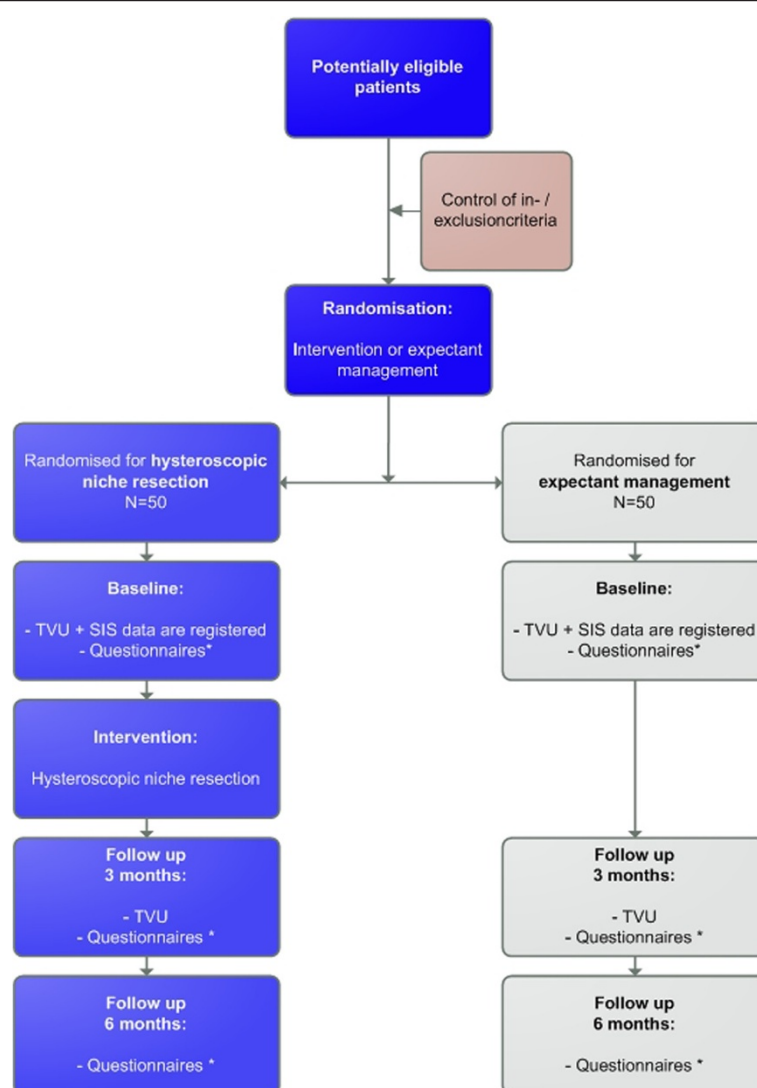 Potentially eligible
patients
Control of in- /
exclusioncriteria
Randomisation:
Intervention or expectant
management
Randomised for hysteroscopic
niche resection
N=50
Randomised for
expectant management
N=50
Baseline:
- TVU + SIS data are registered
- Questionnaires*
Baseline:
- TVU + SIS data are registered
- Questionnaires*
Intervention:
Hysteroscopic niche resection
Follow up
3 months:
- TVU
- Questionnaires *
Follow up
3 months:
- TVU
- Questionnaires *
Follow up
6 months:
- Questionnaires *
Follow up
6 months:
- Questionnaires *